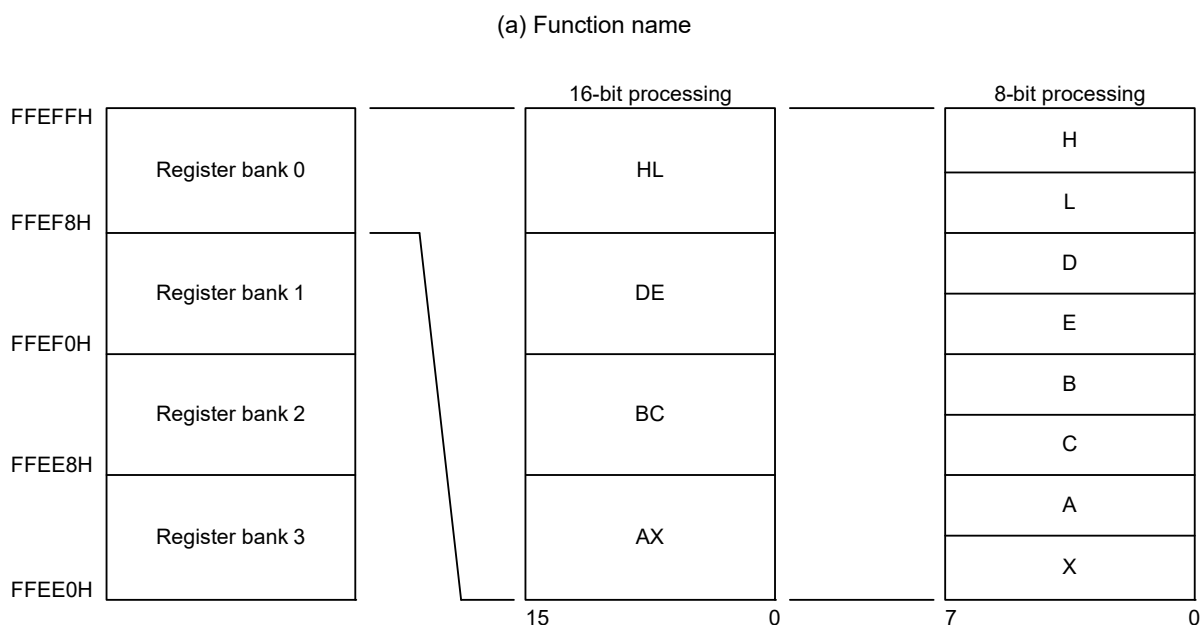 (a) Function name
16-bit processing
8-bit processing
FFEFFH
Register bank 0
HL
H
L
FFEF8H
Register bank 1
DE
D
E
FFEF0H
Register bank 2
BC
B
C
FFEE8H
Register bank 3
AX
A
X
FFEE0H
15
0
7
0